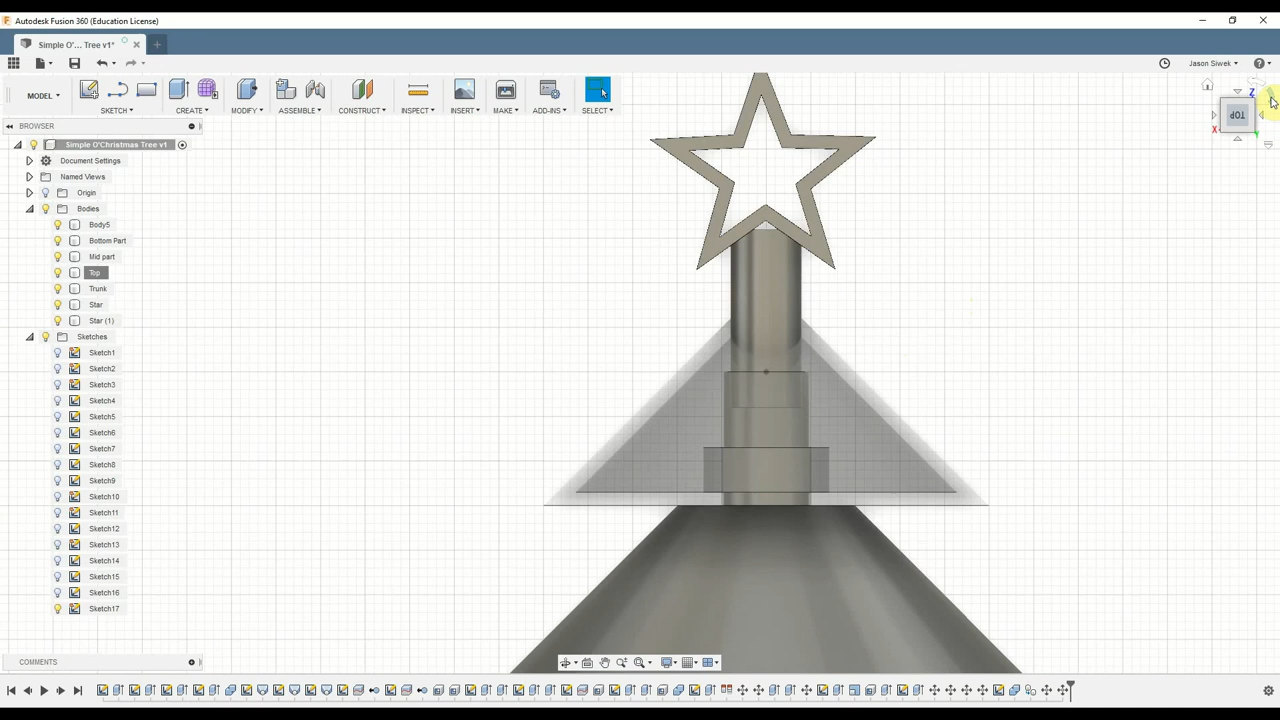 Autodesk Fusion 360 (Education License)
Simple O'... Tree v1*
Jason Siwek
MODEL
SKETCH
CREATE
MODIFY
ASSEMBLE
CONSTRUCT
INSPECT
INSERT
MAKE
ADD-INS
SELECT
BROWSER
Simple O'Christmas Tree v1
Document Settings
Named Views
Origin
Bodies
Body5
Bottom Part
Mid part
Top
Trunk
Star
Star (1)
Sketches
Sketch1
Sketch2
Sketch3
Sketch4
Sketch5
Sketch6
Sketch7
Sketch8
Sketch9
Sketch10
Sketch11
Sketch12
Sketch13
Sketch14
Sketch15
Sketch16
Sketch17
Z
TOP
X
Y
COMMENTS